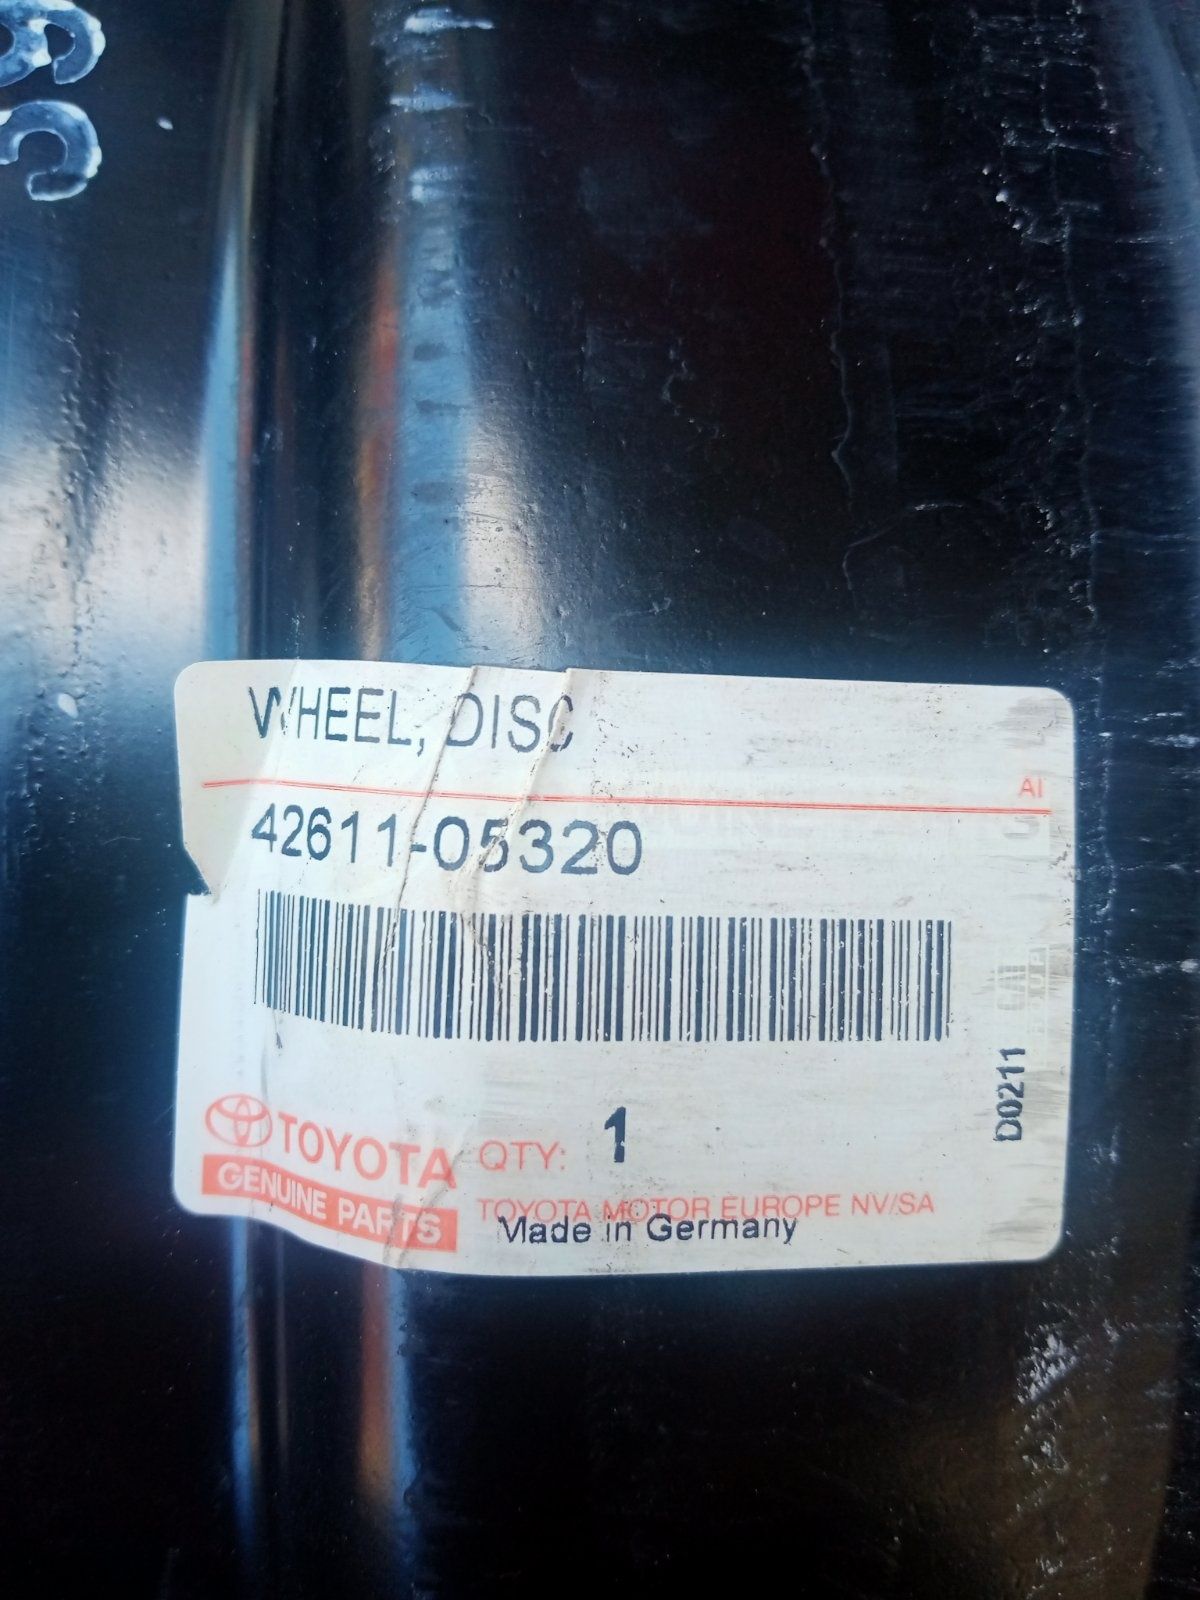 WHEEL, DISC
AI
42611-05320
D0211
TOYOTA
GENUINE PARTS
QTY: 1
TOYOTA MOTOR EUROPE NV/SA
Made in Germany